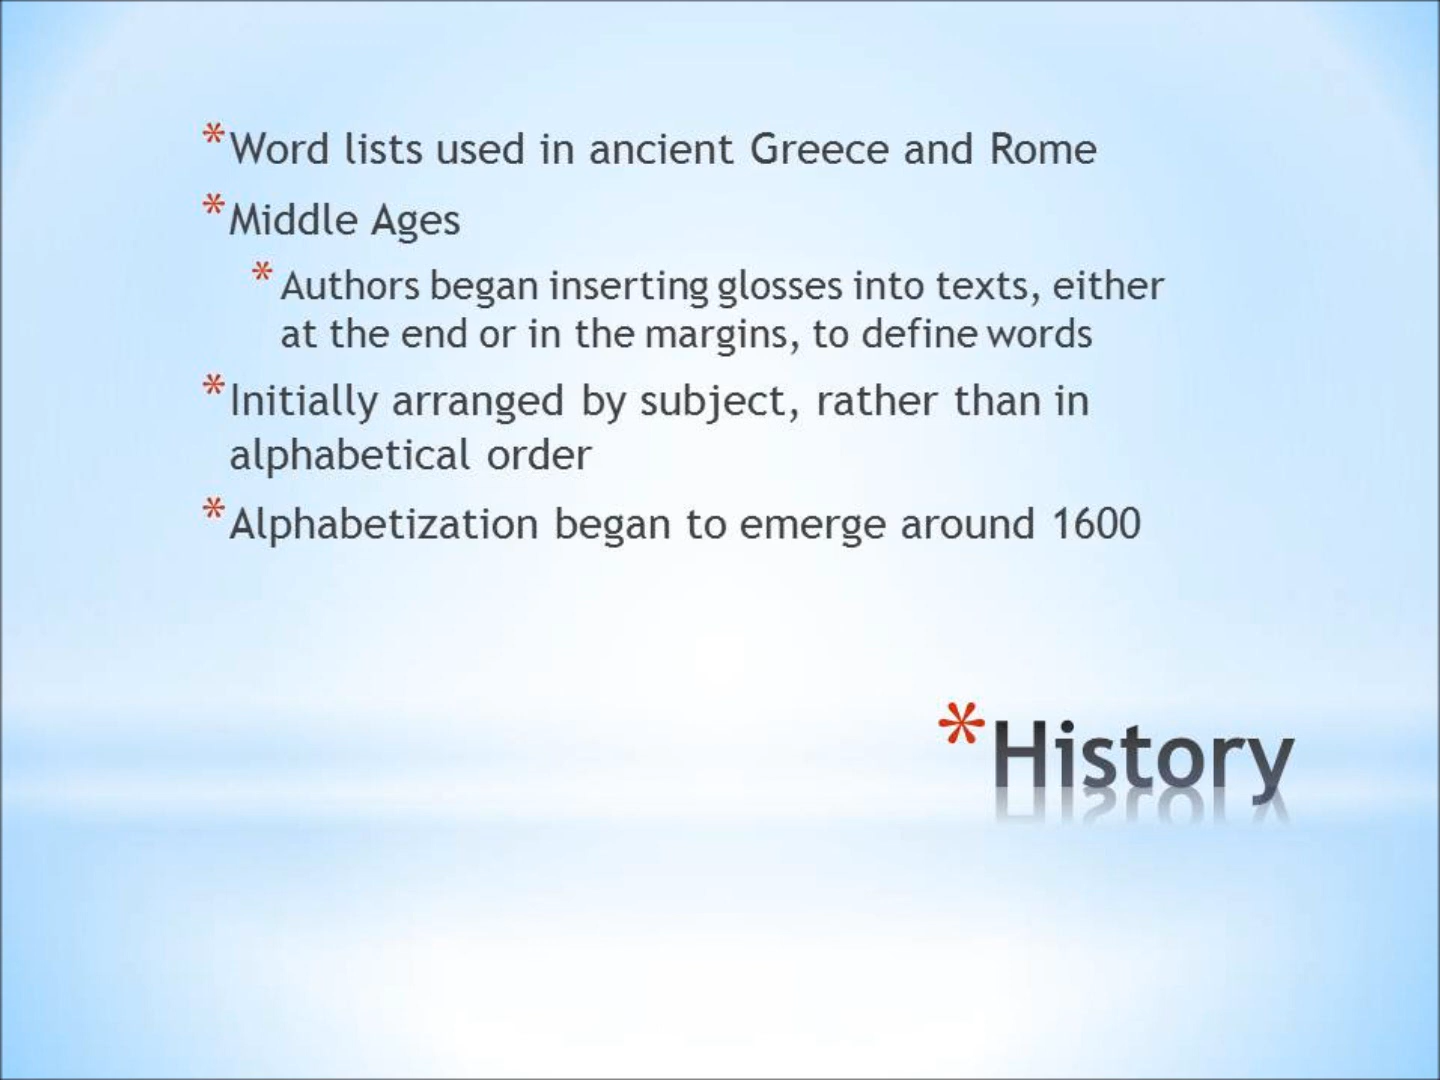 *Word lists used in ancient Greece and Rome
*Middle Ages
*Authors began inserting glosses into texts, either
at the end or in the margins, to define words
*Initially arranged by subject, rather than in
alphabetical order
*Alphabetization began to emerge around 1600
*History